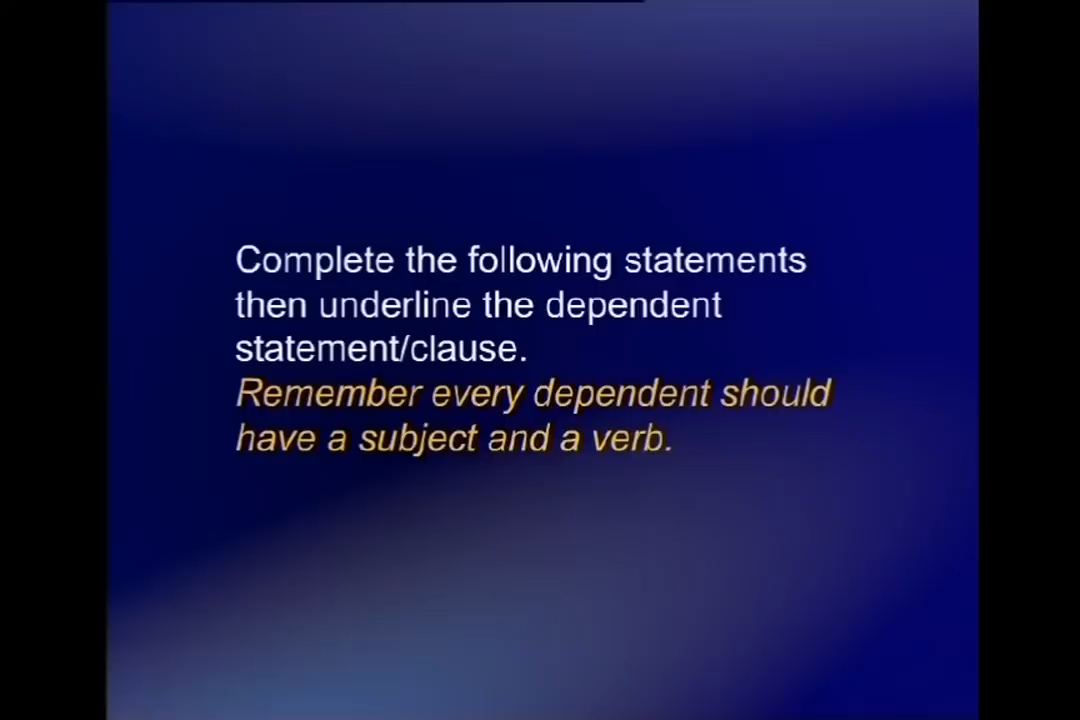 Complete the following statements
then underline the dependent
statement/clause.
Remember every dependent should
have a subject and a verb.